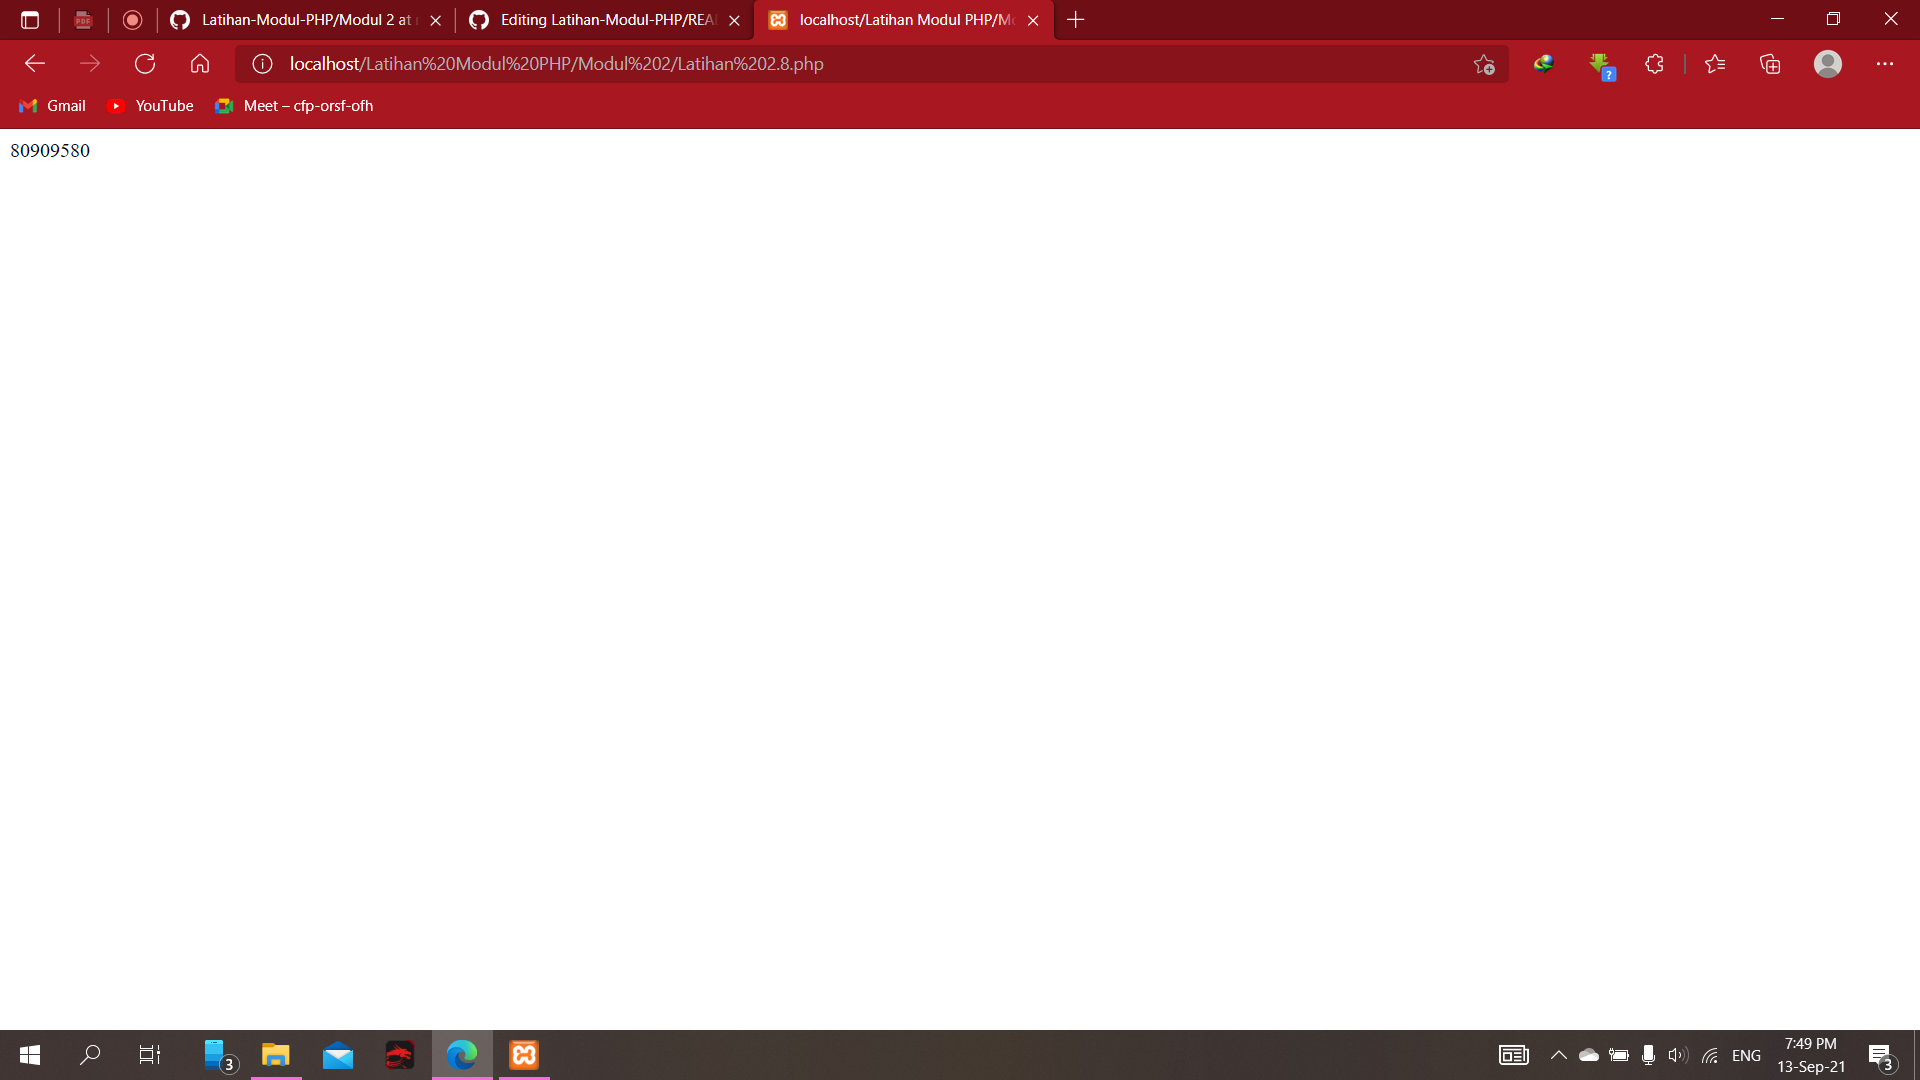 Latihan-Modul-PHP/Modul 2 at
Editing Latihan-Modul-PHP/REA
localhost/Latihan Modul PHP/Mo
localhost/Latihan%20Modul%20PHP/Modul%202/Latihan%202.8.php
?
Gmail
YouTube
Meet – cfp-orsf-ofh
80909580
3
ENG
7:49 PM
13-Sep-21
3
PDF